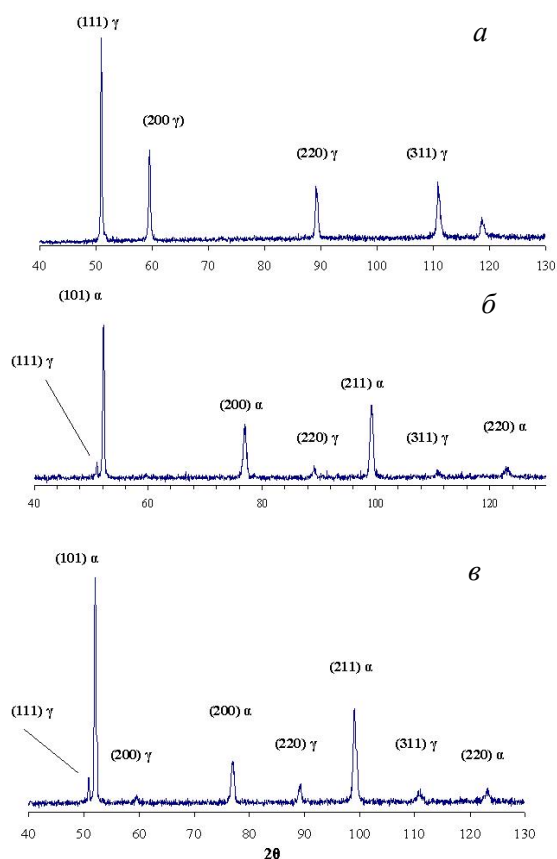 а
(111) γ
(200 γ)
(220) γ
(311) γ
40 50 60 70 80 90 100 110 120 130
б
(101) α
(111) γ
(200) α
(220) γ
(211) α
(311) γ
(220) α
40 60 80 100 120
в
(101) α
(111) γ
(200) γ
(200) α
(220) γ
(211) α
(311) γ
(220) α
40 50 60 70 80 90 100 110 120 130
2θ